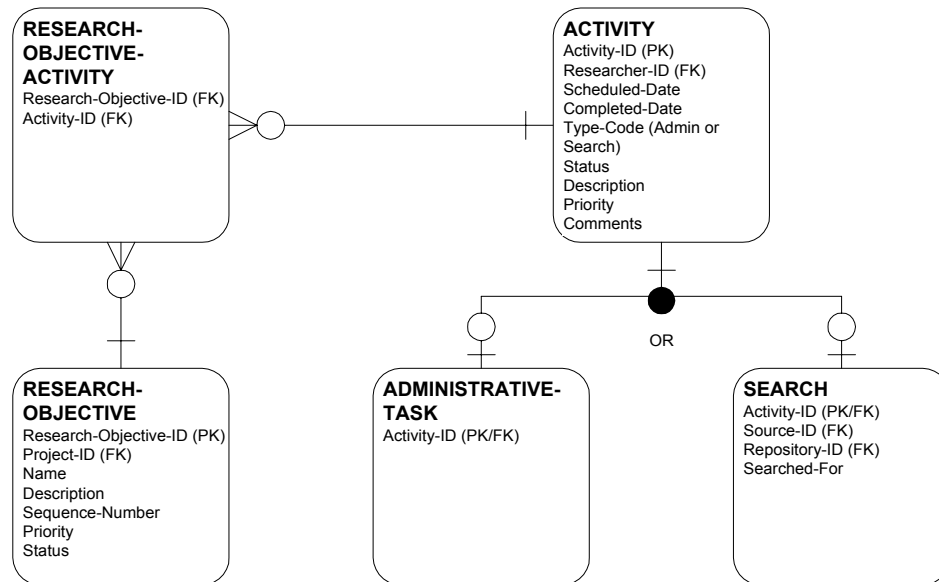 RESEARCH-
OBJECTIVE-
ACTIVITY
Research-Objective-ID (FK)
Activity-ID (FK)
ACTIVITY
Activity-ID (PK)
Researcher-ID (FK)
Scheduled-Date
Completed-Date
Type-Code (Admin or
Search)
Status
Description
Priority
Comments
OR
RESEARCH-
OBJECTIVE
Research-Objective-ID (PK)
Project-ID (FK)
Name
Description
Sequence-Number
Priority
Status
ADMINISTRATIVE-
TASK
Activity-ID (PK/FK)
SEARCH
Activity-ID (PK/FK)
Source-ID (FK)
Repository-ID (FK)
Searched-For